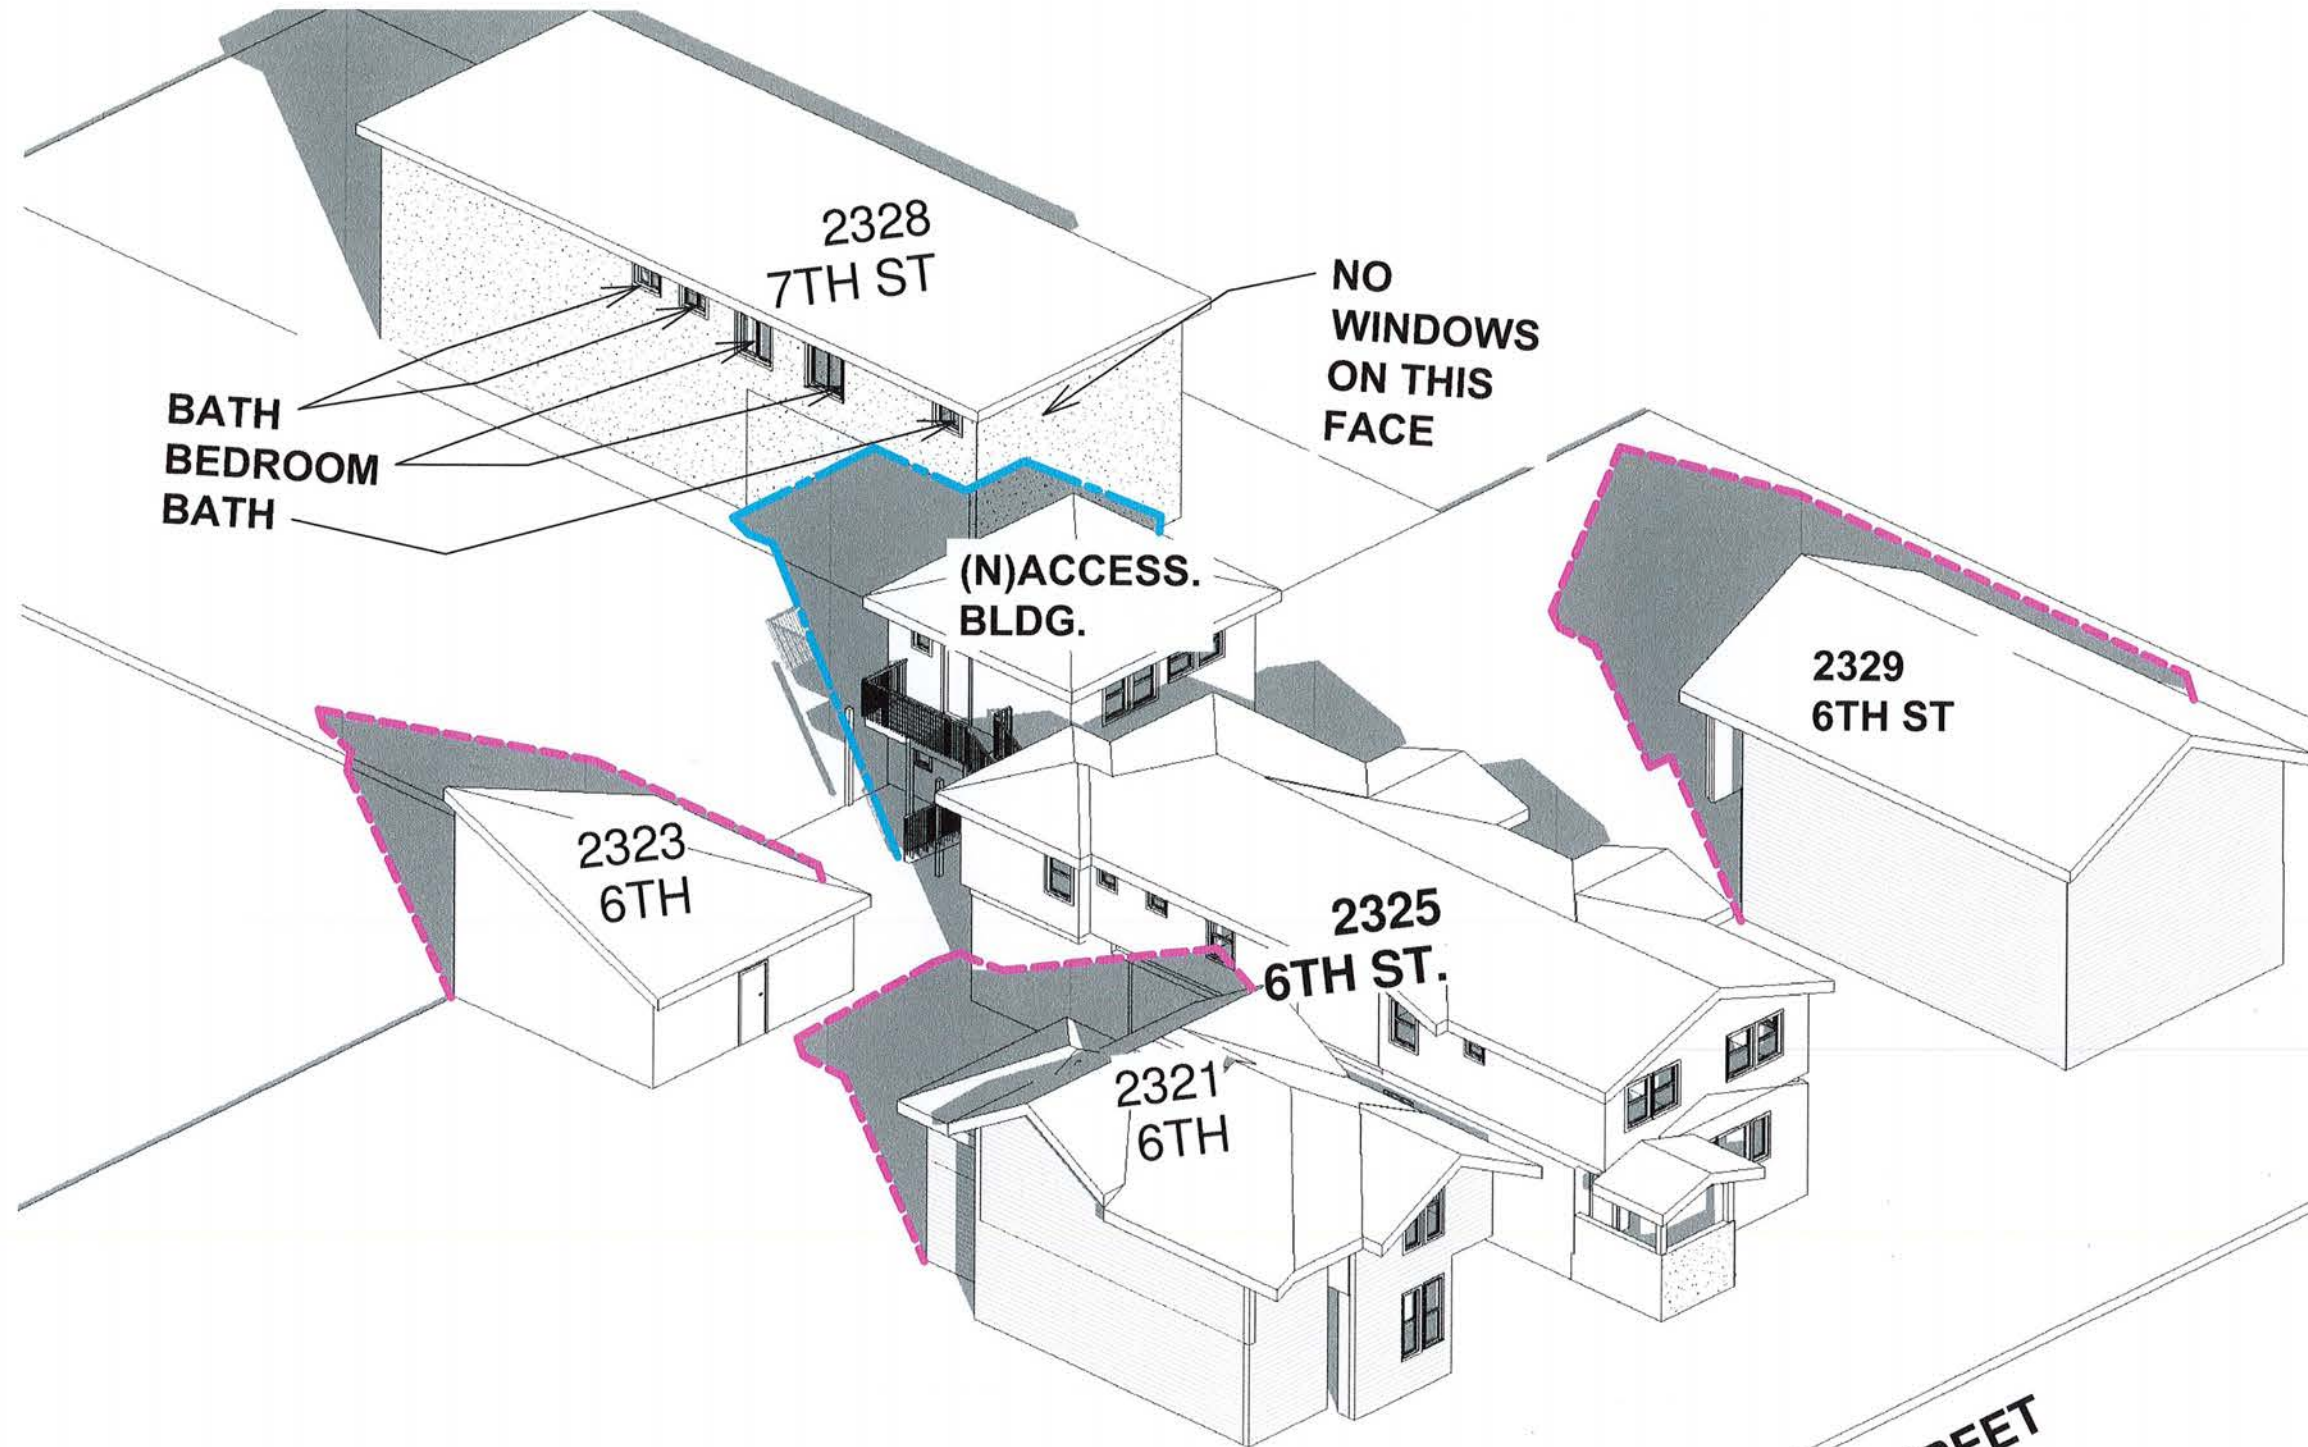 2328
7TH ST
NO
WINDOWS
ON THIS
FACE
BATH
BEDROOM
BATH
(N)ACCESS.
BLDG.
2329
6TH ST
2323
6TH
2325
6TH ST.
2321
6TH